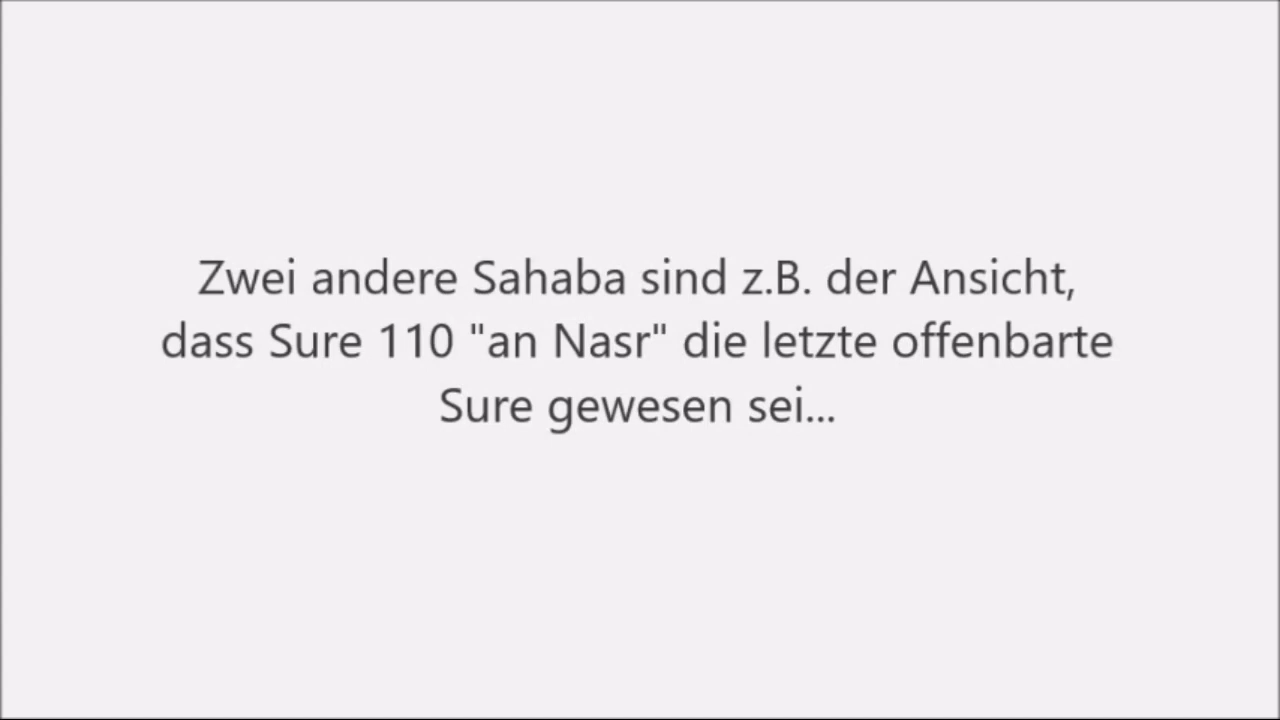 Zwei andere Sahaba sind z.B. der Ansicht,
dass Sure 110 "an Nasr" die letzte offenbarte
Sure gewesen sei...